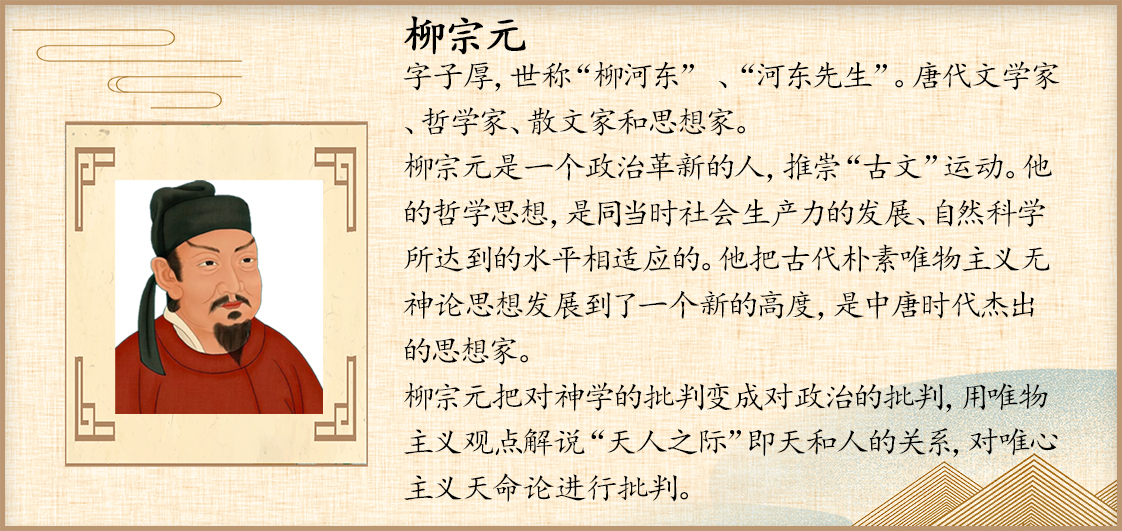 柳宗元
字子厚,世称“柳河东” 、“河东先生”。唐代文学家
、哲学家、散文家和思想家。
柳宗元是一个政治革新的人,推崇“古文”运动。他
的哲学思想,是同当时社会生产力的发展、自然科学
所达到的水平相适应的。他把古代朴素唯物主义无
神论思想发展到了一个新的高度,是中唐时代杰出
的思想家。
柳宗元把对神学的批判变成对政治的批判,用唯物
主义观点解说“天人之际”即天和人的关系,对唯心
主义天命论进行批判。